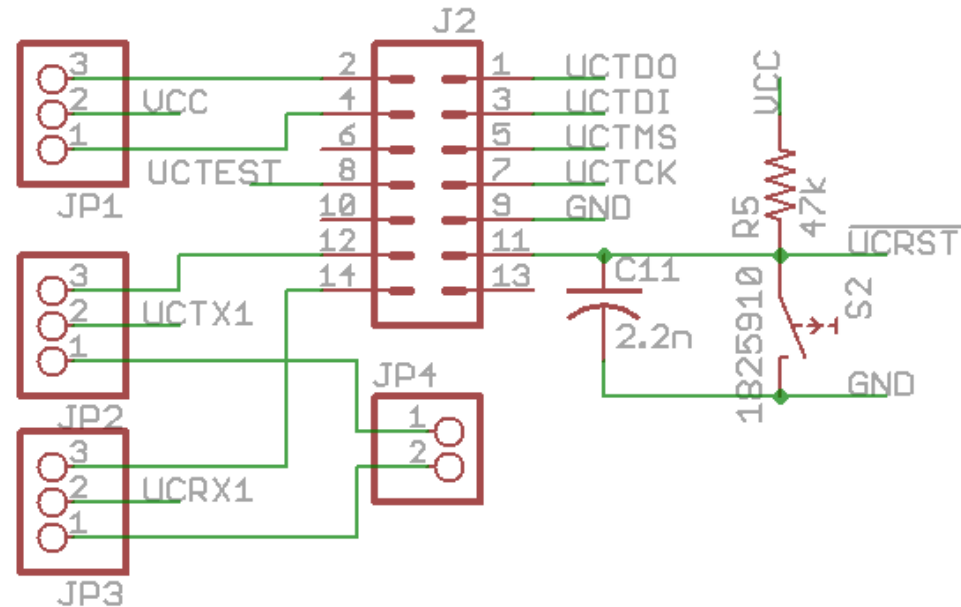 J2
JP1
3
2
VCC
1
2
4
6
UCTEST
8
10
12
14
1
UCTDO
3
UCTDI
5
UCTMS
7
UCTCK
9
GND
11
13
VCC
R5
47k
UCRST
C11
2.2n
1825910
S2
GND
3
2
UCTX1
1
JP2
JP4
1
2
3
2
UCRX1
1
JP3